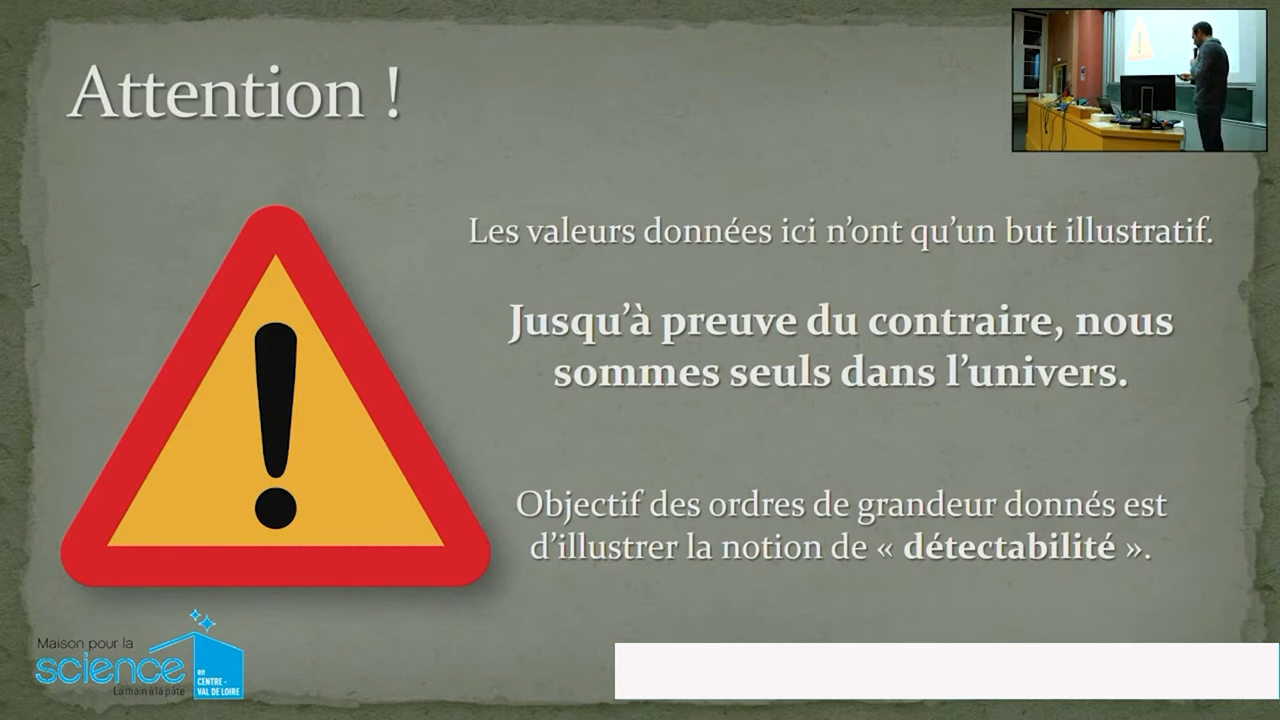 Attention !
Les valeurs données ici n’ont qu’un but illustratif.
Jusqu’à preuve du contraire, nous
sommes seuls dans l’univers.
Objectif des ordres de grandeur donnés est
d’illustrer la notion de « détectabilité ».
Maison pour la
science
La main à la pâte
en
CENTRE -
VAL DE LOIRE